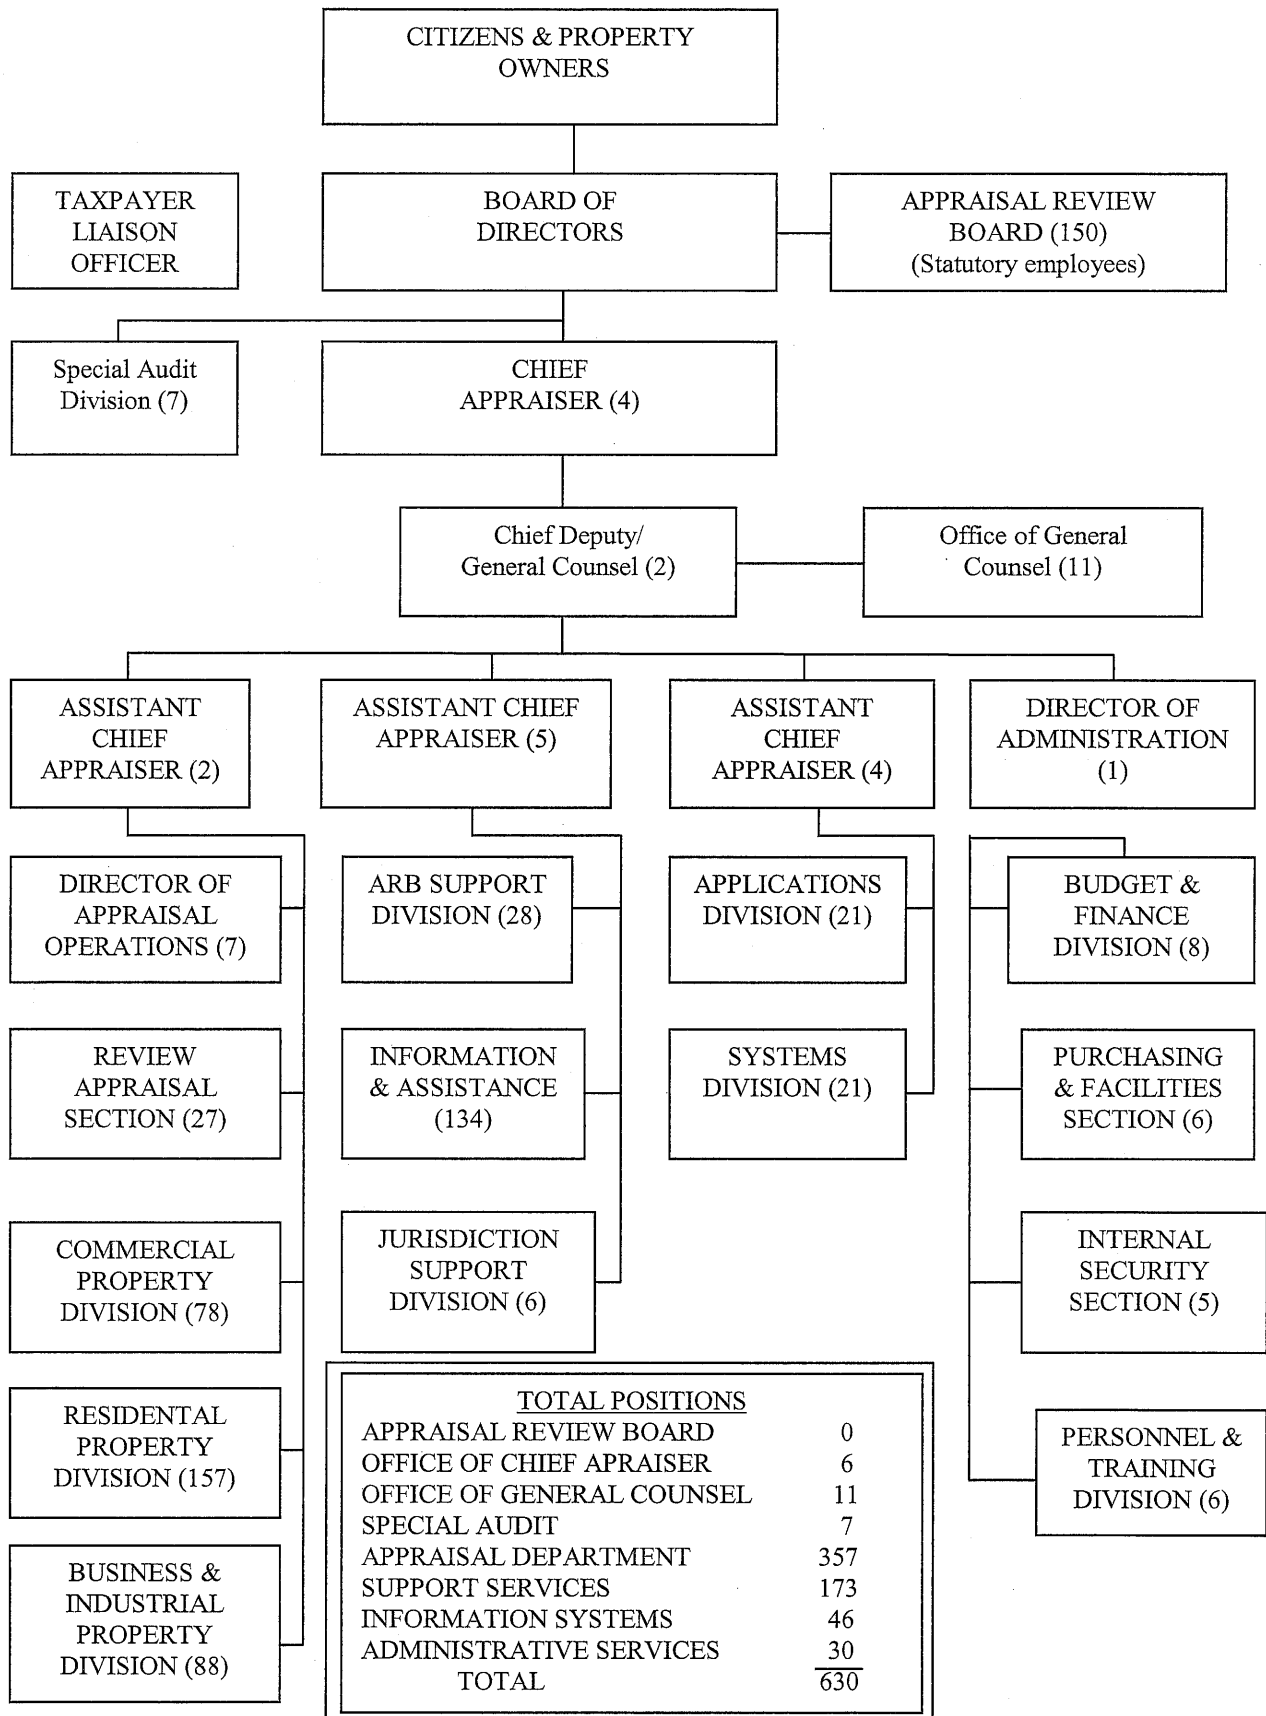 CITIZENS & PROPERTY
OWNERS
TAXPAYER
LIAISON
OFFICER
BOARD OF
DIRECTORS
APPRAISAL REVIEW
BOARD (150)
(Statutory employees)
Special Audit
Division (7)
CHIEF
APPRAISER (4)
Chief Deputy/
General Counsel (2)
Office of General
Counsel (11)
ASSISTANT
CHIEF
APPRAISER (2)
ASSISTANT CHIEF
APPRAISER (5)
ASSISTANT
CHIEF
APPRAISER (4)
DIRECTOR OF
ADMINISTRATION
(1)
DIRECTOR OF
APPRAISAL
OPERATIONS (7)
ARB SUPPORT
DIVISION (28)
APPLICATIONS
DIVISION (21)
BUDGET &
FINANCE
DIVISION (8)
REVIEW
APPRAISAL
SECTION (27)
INFORMATION
& ASSISTANCE
(134)
SYSTEMS
DIVISION (21)
PURCHASING
& FACILITIES
SECTION (6)
COMMERCIAL
PROPERTY
DIVISION (78)
JURISDICTION
SUPPORT
DIVISION (6)
INTERNAL
SECURITY
SECTION (5)
RESIDENTAL
PROPERTY
DIVISION (157)
PERSONNEL &
TRAINING
DIVISION (6)
BUSINESS &
INDUSTRIAL
PROPERTY
DIVISION (88)
TOTAL POSITIONS
APPRAISAL REVIEW BOARD 0
OFFICE OF CHIEF APRAISER 6
OFFICE OF GENERAL COUNSEL 11
SPECIAL AUDIT 7
APPRAISAL DEPARTMENT 357
SUPPORT SERVICES 173
INFORMATION SYSTEMS 46
ADMINISTRATIVE SERVICES 30
TOTAL 630